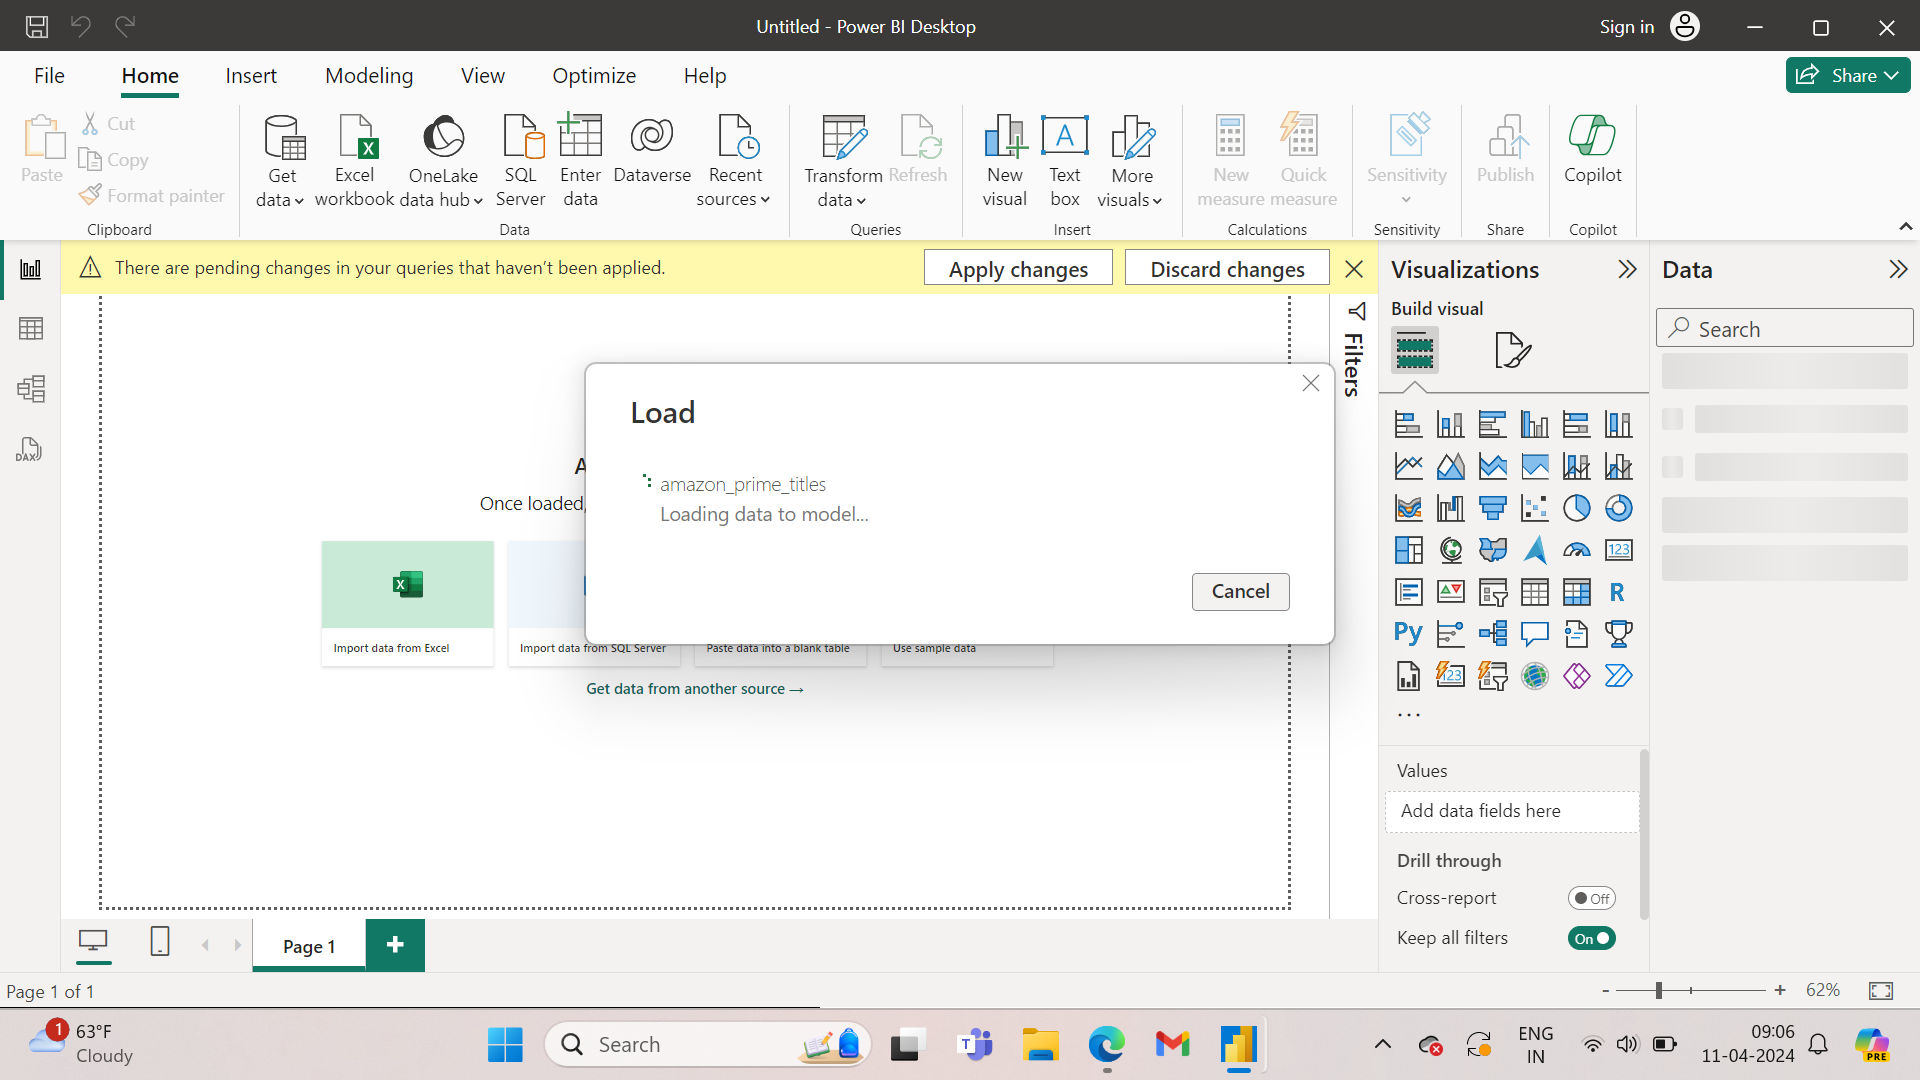 Untitled - Power BI Desktop
Sign in
File Home Insert Modeling View Optimize Help
Share
Paste
Cut
Copy
Format painter
Clipboard
Get data
Excel workbook
OneLake data hub
SQL Server
Enter data
Dataverse
Recent sources
Data
Transform data
Refresh
Queries
New visual
Text box
More visuals
Insert
New measure
Quick measure
Calculations
Sensitivity
Sensitivity
Publish
Share
Copilot
Copilot
There are pending changes in your queries that haven't been applied.
Apply changes
Discard changes
DAX
A
Once loaded,
Load
amazon_prime_titles
Loading data to model...
Cancel
Import data from Excel
Import data from SQL Server
Paste data into a blank table
Use sample data
Get data from another source →
Filters
Visualizations
Build visual
123
R
Py
123
...
Values
Add data fields here
Drill through
Cross-report
Off
Keep all filters
On
Data
Search
Page 1
+
Page 1 of 1
- + 62%
1
63°F
Cloudy
Search
ENG
IN
09:06
11-04-2024
PRE